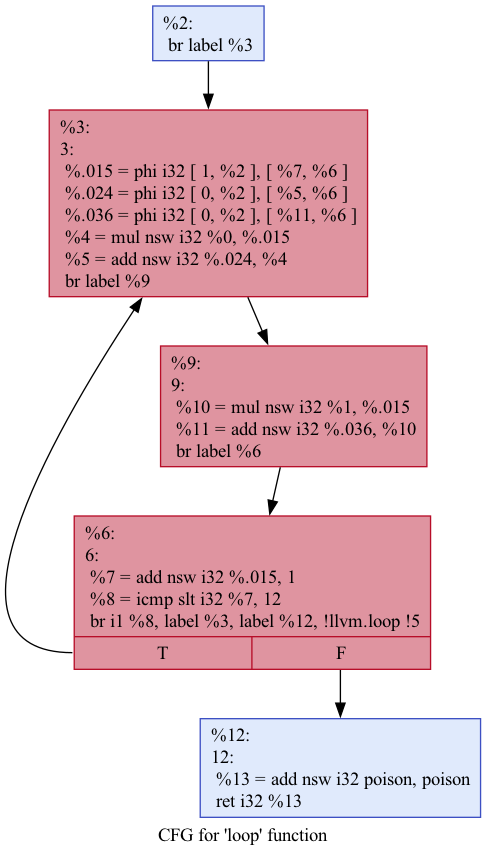 %2:
br label %3
%3:
3:
%.015 = phi i32 [ 1, %2 ], [ %7, %6 ]
%.024 = phi i32 [ 0, %2 ], [ %5, %6 ]
%.036 = phi i32 [ 0, %2 ], [ %11, %6 ]
%4 = mul nsw i32 %0, %.015
%5 = add nsw i32 %.024, %4
br label %9
%9:
9:
%10 = mul nsw i32 %1, %.015
%11 = add nsw i32 %.036, %10
br label %6
%6:
6:
%7 = add nsw i32 %.015, 1
%8 = icmp slt i32 %7, 12
br i1 %8, label %3, label %12, !llvm.loop !5
T F
%12:
12:
%13 = add nsw i32 poison, poison
ret i32 %13
CFG for 'loop' function